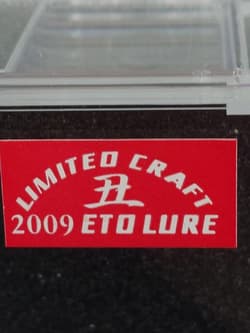 LIMITED CRAFT
丑
2009 ETO LURE